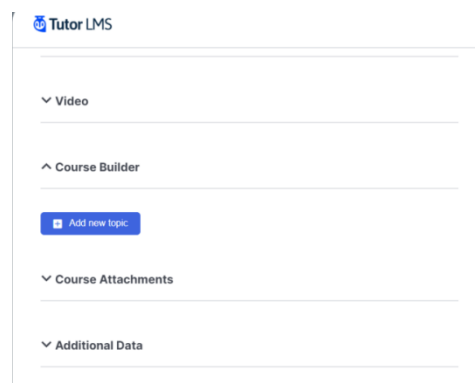 Tutor LMS
Video
Course Builder
Add new topic
Course Attachments
Additional Data